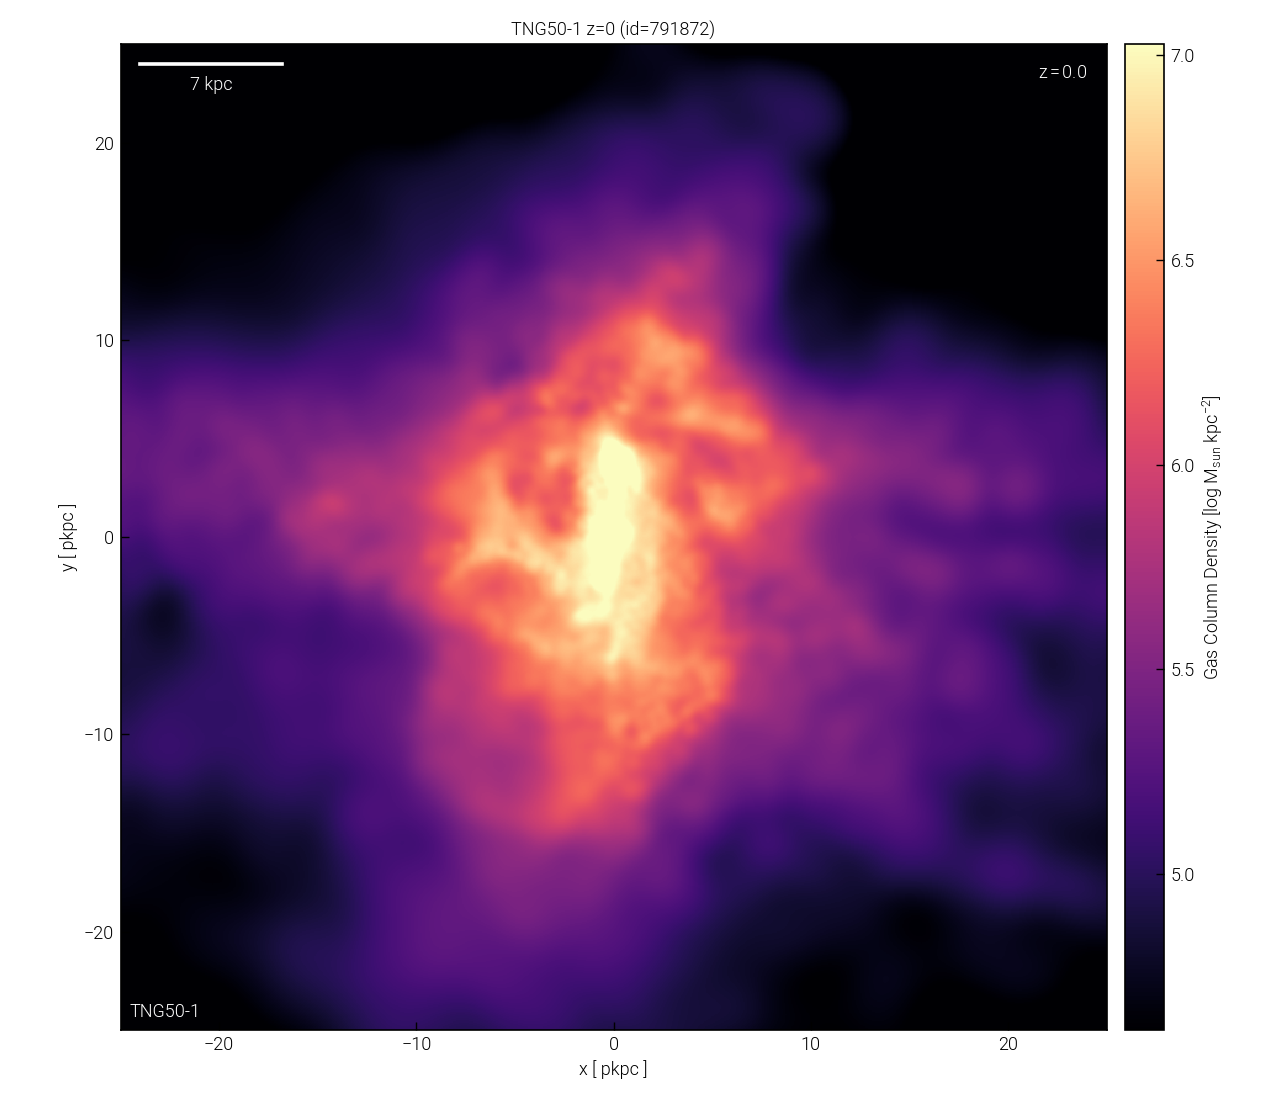 TNG50-1 z=0 (id=791872)
7 kpc
z=0.0
TNG50-1
20
10
0
−10
−20
y [ pkpc ]
−20
−10
0
10
20
x [ pkpc ]
7.0
6.5
6.0
5.5
5.0
Gas Column Density [log M_sun kpc^−2]